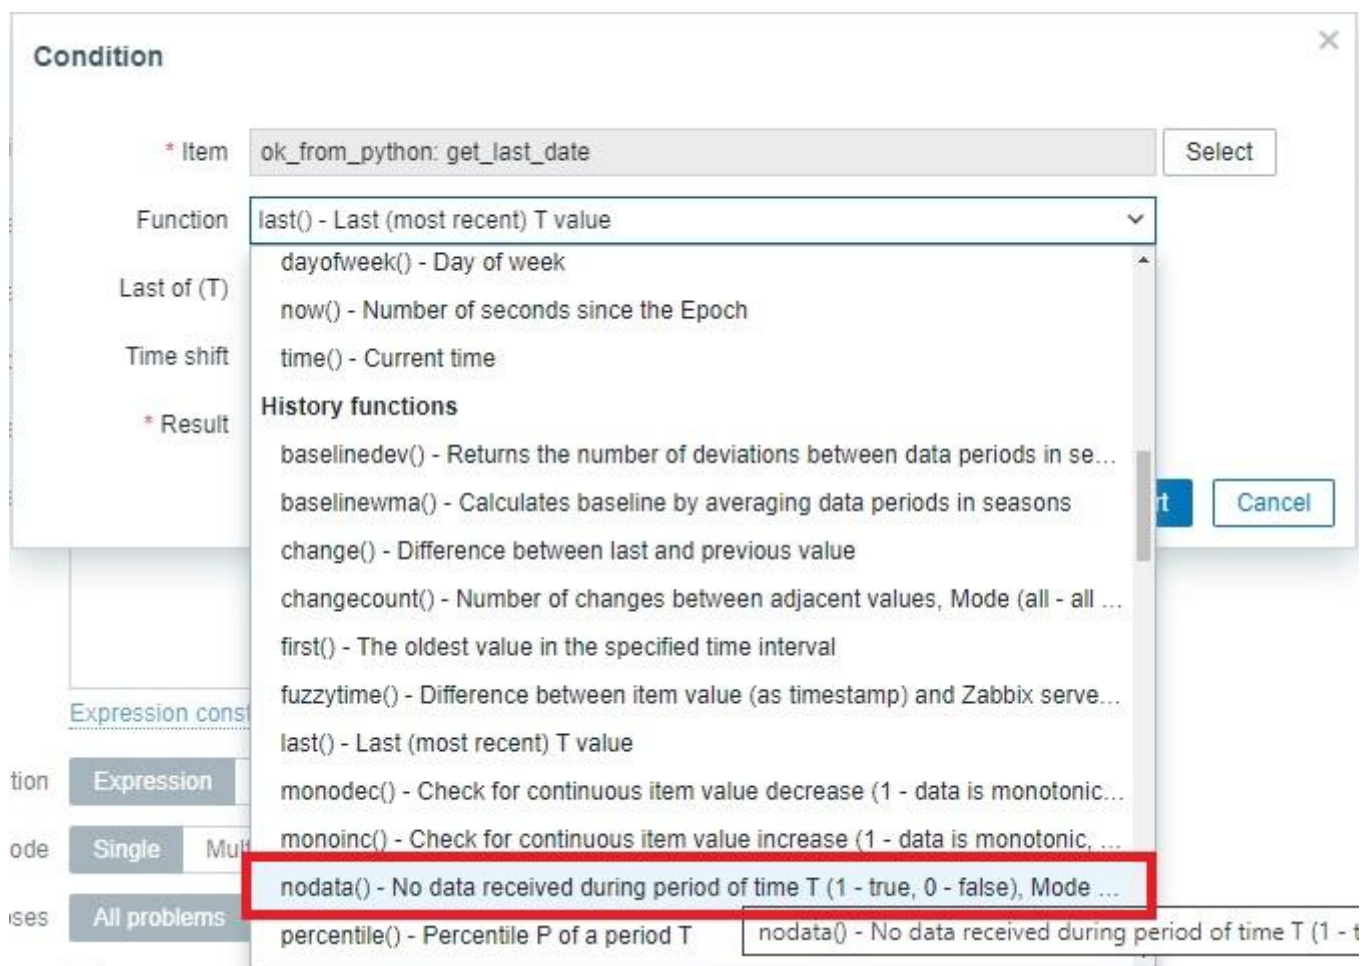 Condition
×
* Item ok_from_python: get_last_date Select
Function last() - Last (most recent) T value
Last of (T)
Time shift
* Result
dayofweek() - Day of week
now() - Number of seconds since the Epoch
time() - Current time
History functions
baselinedev() - Returns the number of deviations between data periods in se...
baselinewma() - Calculates baseline by averaging data periods in seasons
change() - Difference between last and previous value
changecount() - Number of changes between adjacent values, Mode (all - all ...
first() - The oldest value in the specified time interval
fuzzytime() - Difference between item value (as timestamp) and Zabbix serve...
last() - Last (most recent) T value
monodec() - Check for continuous item value decrease (1 - data is monotonic...
monoinc() - Check for continuous item value increase (1 - data is monotonic, ...
nodata() - No data received during period of time T (1 - true, 0 - false), Mode ...
percentile() - Percentile P of a period T
nodata() - No data received during period of time T (1 - t
rt Cancel
Expression const
tion Expression
ode Single Mult
ses All problems